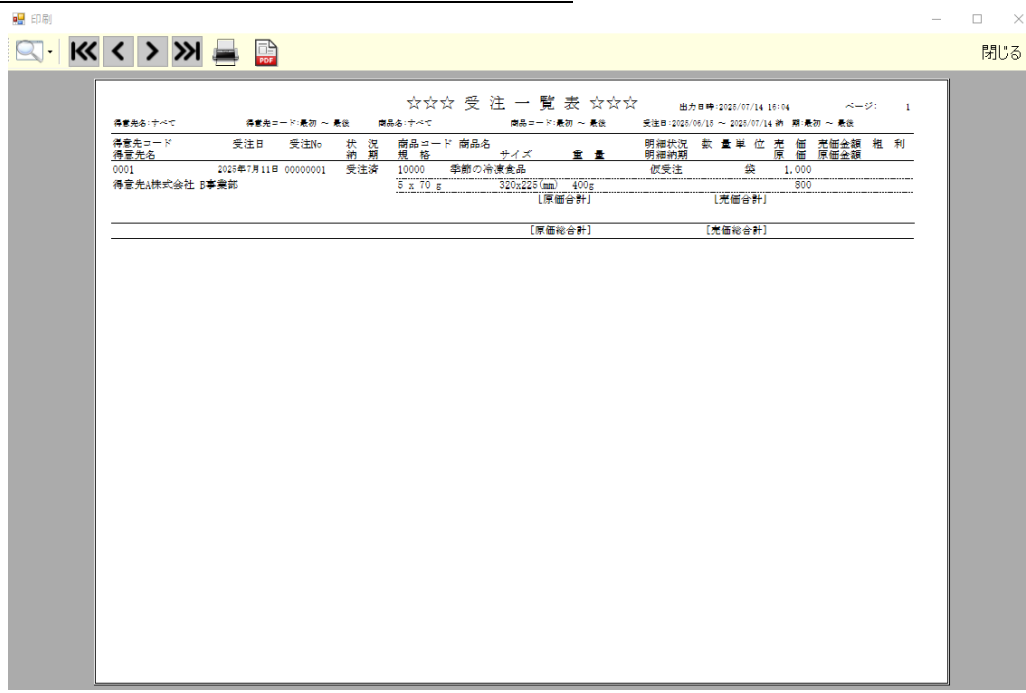 印刷
PDF 閉じる
☆☆☆ 受 注 一 覧 表 ☆☆☆ 出力日時:2025/07/14 16:04 ページ: 1
得意先名:すべて 得意先コード:最初 ~ 最後 商品名:すべて 商品コード:最初 ~ 最後 受注日:2025/06/15 ~ 2025/07/14 納 期:最初 ~ 最後
得意先コード 受注日 受注No 状 況 商品コード 商品名 明細状況 数 量 単 位 売 価 売価金額 粗 利
得意先名 納 期 規 格 サイズ 重 量 明細納期 原 価 原価金額
0001 2025年7月11日 00000001 受注済 10000 季節の冷凍食品 仮受注 袋 1,000
得意先A株式会社 B事業部 5 x 70 g 320x225(mm) 400g 800
[原価合計] [売価合計]
[原価総合計] [売価総合計]